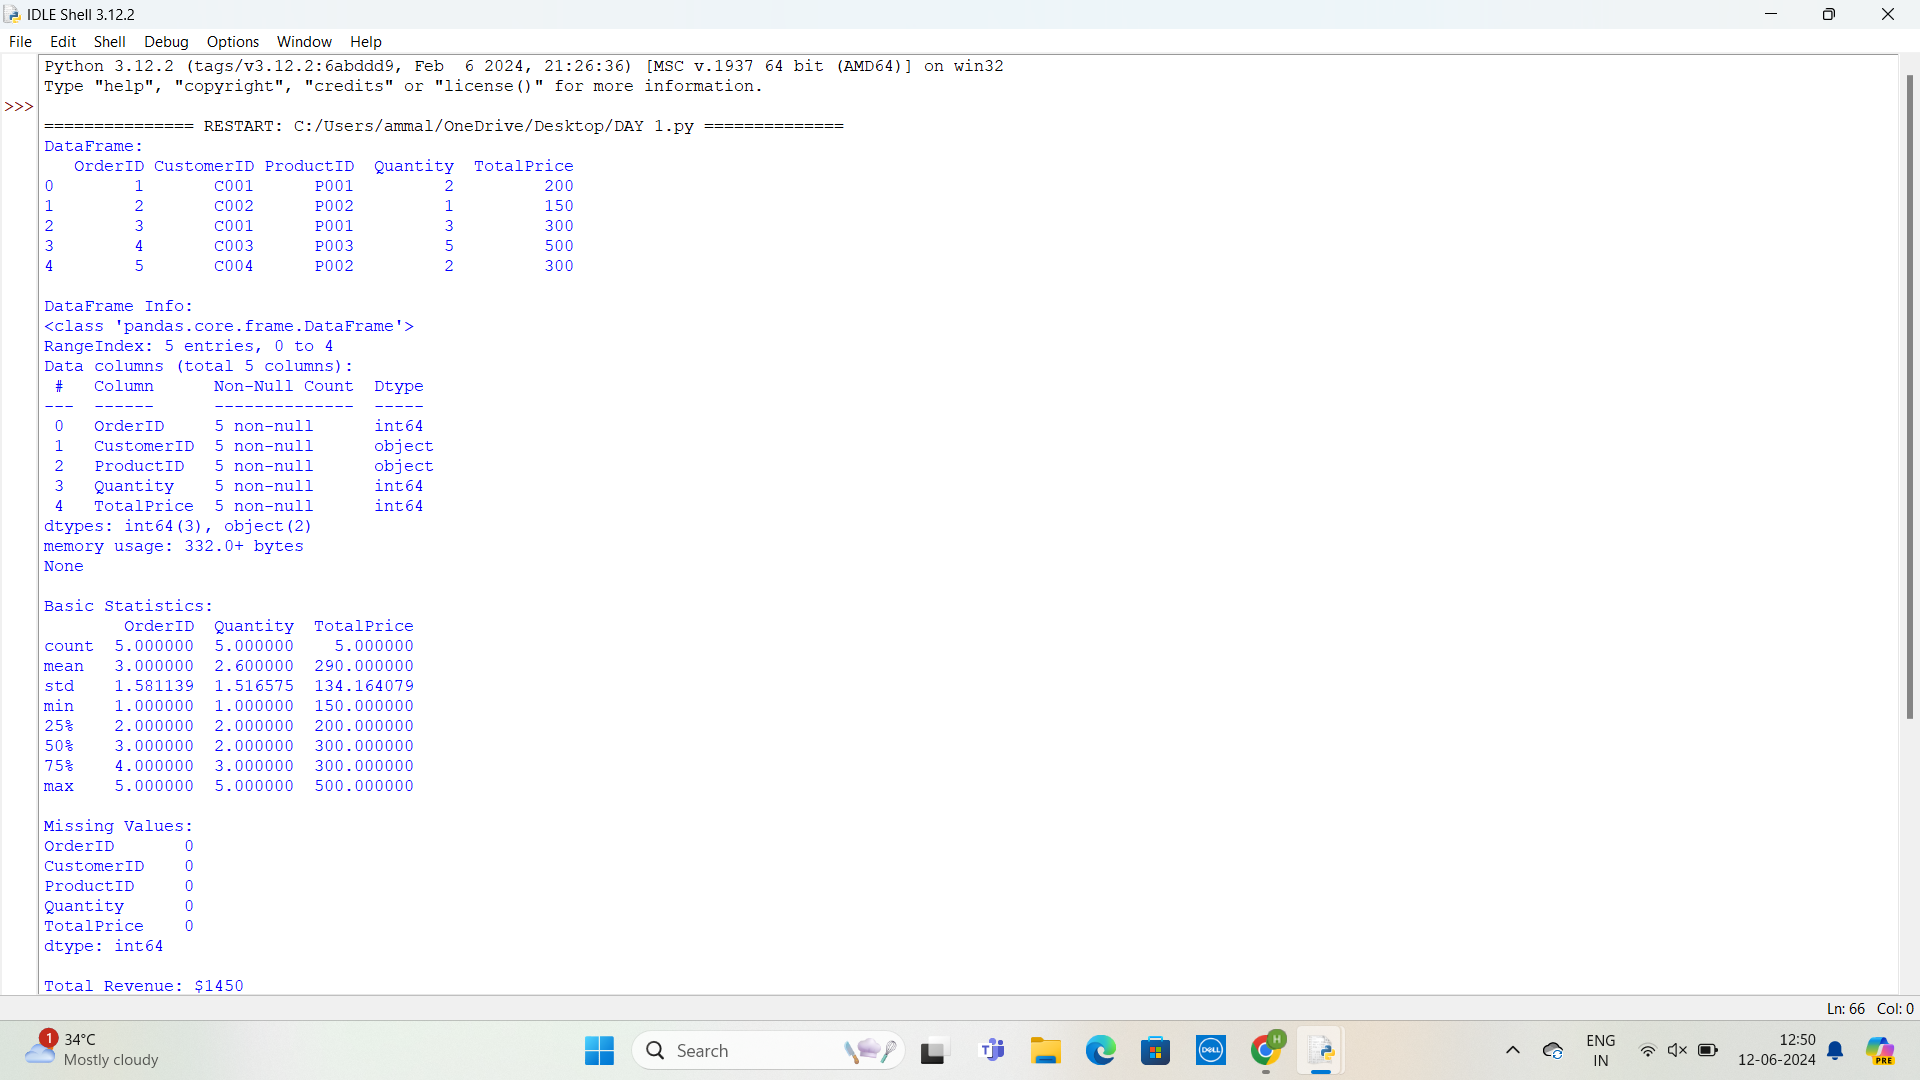 IDLE Shell 3.12.2
File Edit Shell Debug Options Window Help
Python 3.12.2 (tags/v3.12.2:6abddd9, Feb  6 2024, 21:26:36) [MSC v.1937 64 bit (AMD64)] on win32
Type "help", "copyright", "credits" or "license()" for more information.
>>>
=============== RESTART: C:/Users/ammal/OneDrive/Desktop/DAY 1.py ==============
DataFrame:
   OrderID CustomerID ProductID  Quantity  TotalPrice
0        1       C001      P001         2         200
1        2       C002      P002         1         150
2        3       C001      P001         3         300
3        4       C003      P003         5         500
4        5       C004      P002         2         300
DataFrame Info:
<class 'pandas.core.frame.DataFrame'>
RangeIndex: 5 entries, 0 to 4
Data columns (total 5 columns):
 #   Column      Non-Null Count  Dtype
---  ------      --------------  -----
 0   OrderID     5 non-null      int64
 1   CustomerID  5 non-null      object
 2   ProductID   5 non-null      object
 3   Quantity    5 non-null      int64
 4   TotalPrice  5 non-null      int64
dtypes: int64(3), object(2)
memory usage: 332.0+ bytes
None
Basic Statistics:
        OrderID  Quantity  TotalPrice
count  5.000000  5.000000    5.000000
mean   3.000000  2.600000  290.000000
std    1.581139  1.516575  134.164079
min    1.000000  1.000000  150.000000
25%    2.000000  2.000000  200.000000
50%    3.000000  2.000000  300.000000
75%    4.000000  3.000000  300.000000
max    5.000000  5.000000  500.000000
Missing Values:
OrderID       0
CustomerID    0
ProductID     0
Quantity      0
TotalPrice    0
dtype: int64
Total Revenue: $1450
Ln: 66 Col: 0
1
34°C
Mostly cloudy
Search
DELL
H
ENG
IN
12:50
12-06-2024
PRE